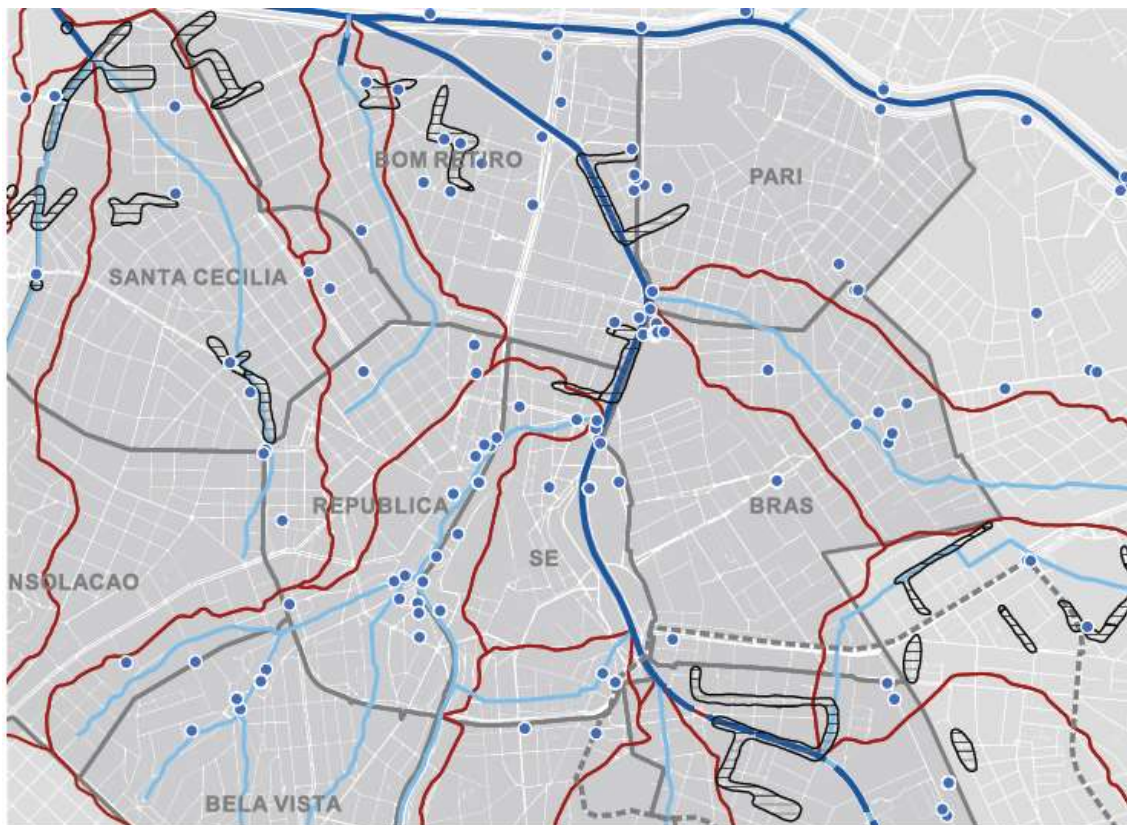 BOM RETIRO
PARI
SANTA CECILIA
REPUBLICA
BRAS
SE
NSOLACAO
BELA VISTA